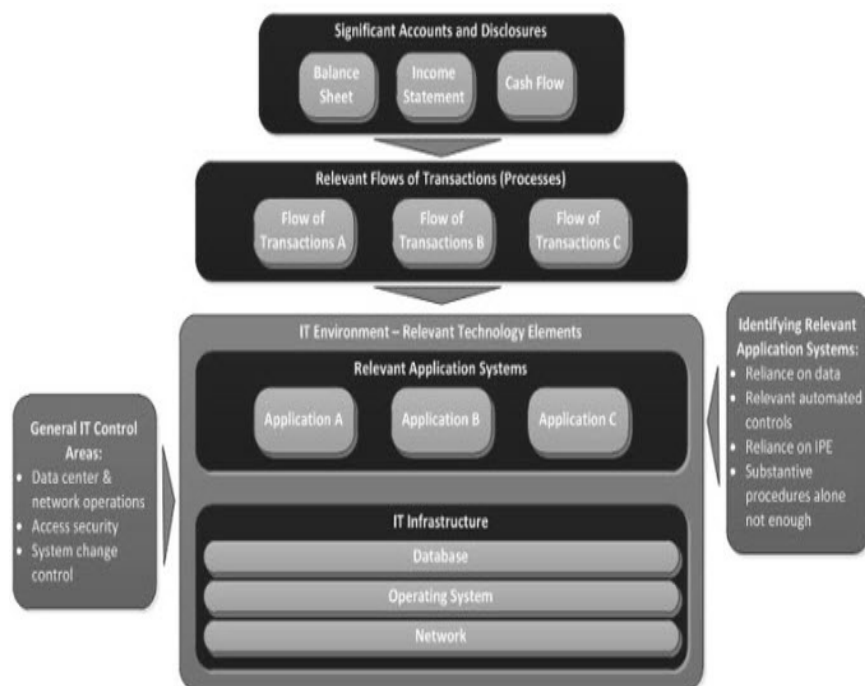 Significant Accounts and Disclosures
Balance
Sheet
Income
Statement
Cash Flow
Relevant Flows of Transactions (Processes)
Flow of
Transactions A
Flow of
Transactions B
Flow of
Transactions C
IT Environment – Relevant Technology Elements
Relevant Application Systems
Application A
Application B
Application C
IT Infrastructure
Database
Operating System
Network
General IT Control
Areas:
• Data center &
network operations
• Access security
• System change
control
Identifying Relevant
Application Systems:
• Reliance on data
• Relevant automated
controls
• Reliance on IPE
• Substantive
procedures alone
not enough